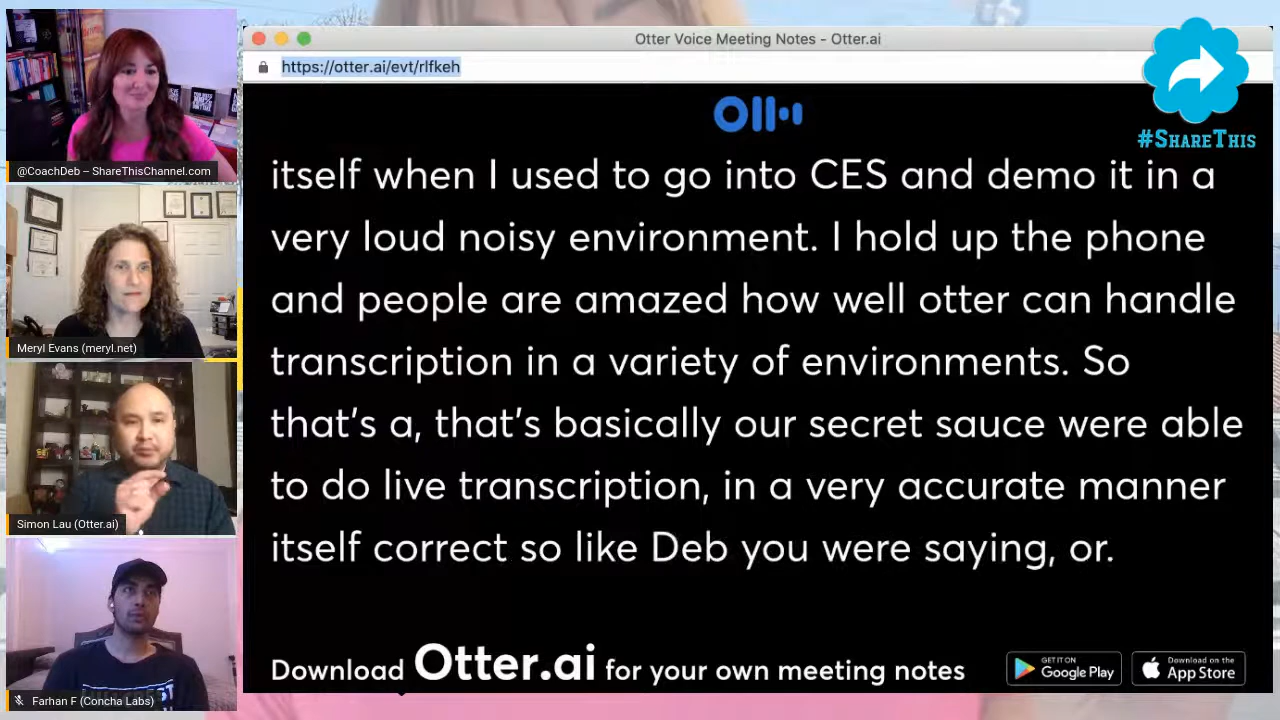 @CoachDeb – ShareThisChannel.com
Meryl Evans (meryl.net)
Simon Lau (Otter.ai)
Farhan F (Concha Labs)
Otter Voice Meeting Notes - Otter.ai
https://otter.ai/evt/rlfkeh
#SHARETHIS
itself when I used to go into CES and demo it in a
very loud noisy environment. I hold up the phone
and people are amazed how well otter can handle
transcription in a variety of environments. So
that's a, that's basically our secret sauce were able
to do live transcription, in a very accurate manner
itself correct so like Deb you were saying, or.
Download Otter.ai for your own meeting notes
GET IT ON
Google Play
Download on the
App Store